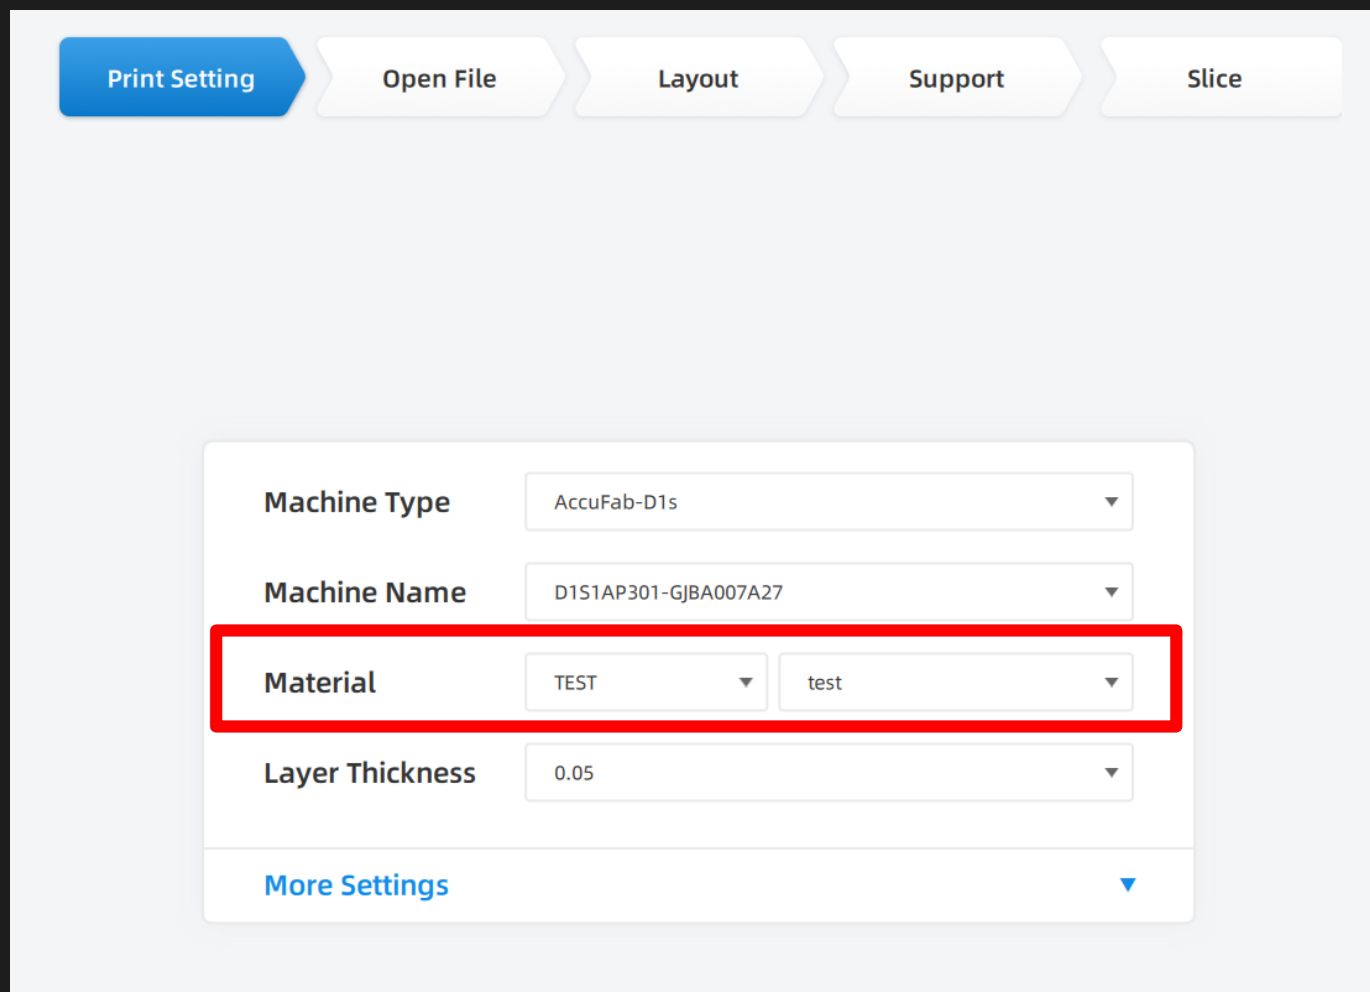 Print Setting
Open File
Layout
Support
Slice
Machine Type
AccuFab-D1s
Machine Name
D1S1AP301-GJBA007A27
Material
TEST
test
Layer Thickness
0.05
More Settings